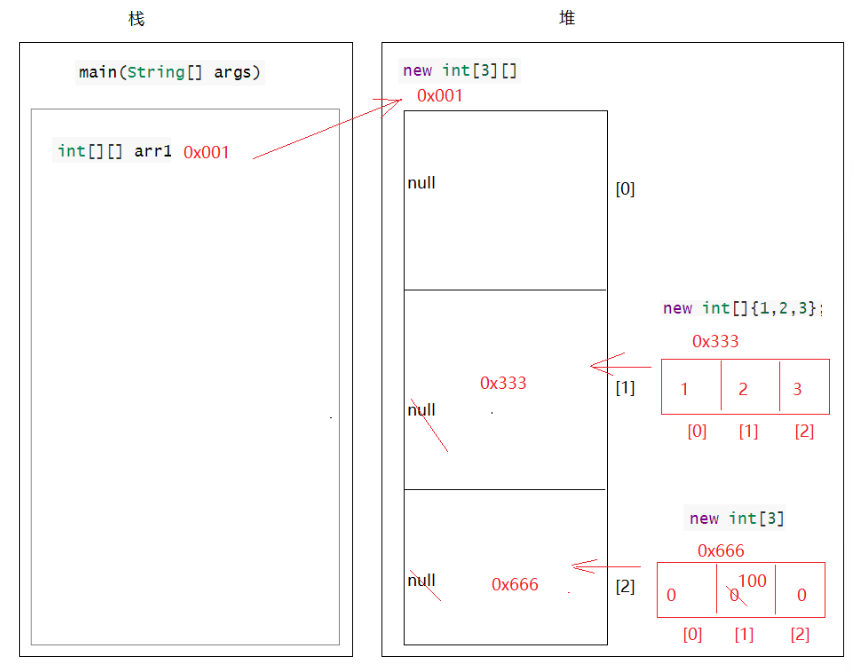 栈
堆
main(String[] args)
new int[3][]
0x001
int[][] arr1 0x001
null
[0]
new int[]{1,2,3};
0x333
0x333
[1]
1 2 3
null
[0] [1] [2]
new int[3]
0x666
null
0x666
[2]
100
0 0 0
[0] [1] [2]